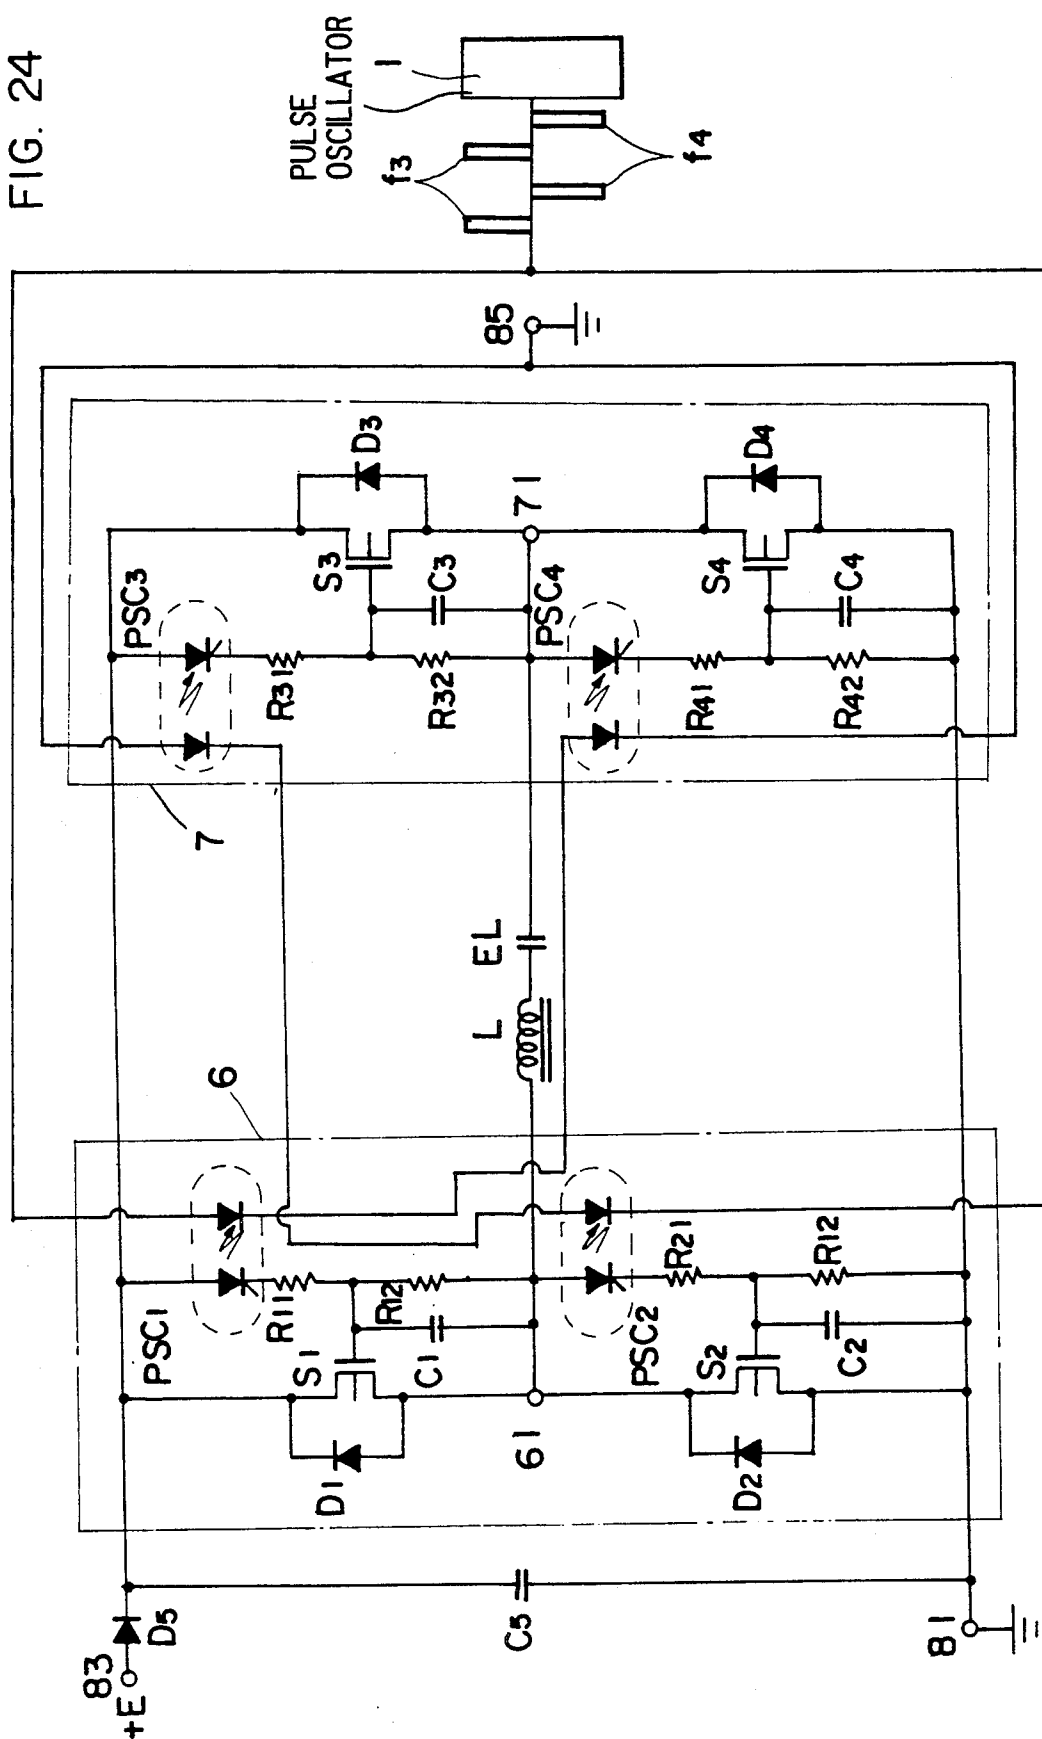 FIG. 24
PULSE
OSCILLATOR
1
f3
f4
85
7
PSC3
S3
D3
R31
C3
R32
71
PSC4
S4
D4
R41
C4
R42
L
EL
6
PSC1
R11
S1
D1
R12
C1
61
PSC2
R21
S2
D2
R12
C2
83
+E
D5
C5
81